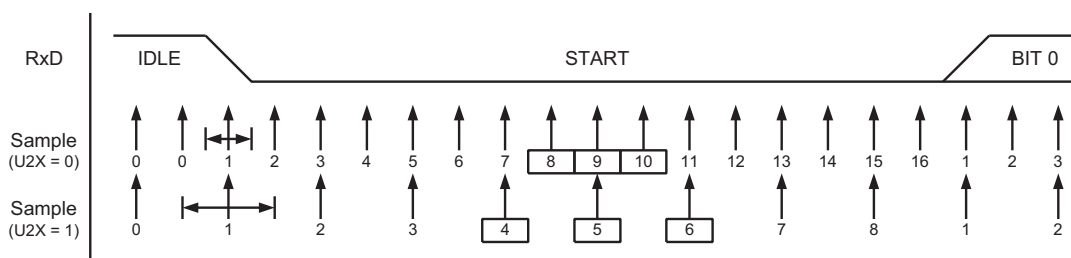 RxD IDLE START BIT 0
Sample
(U2X = 0)
0 0 1 2 3 4 5 6 7 8 9 10 11 12 13 14 15 16 1 2 3
Sample
(U2X = 1)
0 1 2 3 4 5 6 7 8 1 2